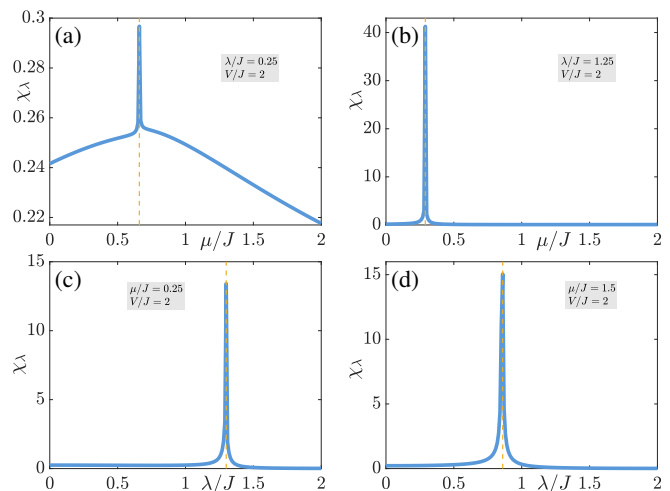 (a)
λ/J = 0.25
V/J = 2
χλ
0.3
0.28
0.26
0.24
0.22
0 0.5 1 μ/J 1.5 2
(b)
λ/J = 1.25
V/J = 2
χλ
40
30
20
10
0
0 0.5 1 μ/J 1.5 2
(c)
μ/J = 0.25
V/J = 2
χλ
15
10
5
0
0 0.5 1 λ/J 1.5 2
(d)
μ/J = 1.5
V/J = 2
χλ
15
10
5
0
0 0.5 1 λ/J 1.5 2